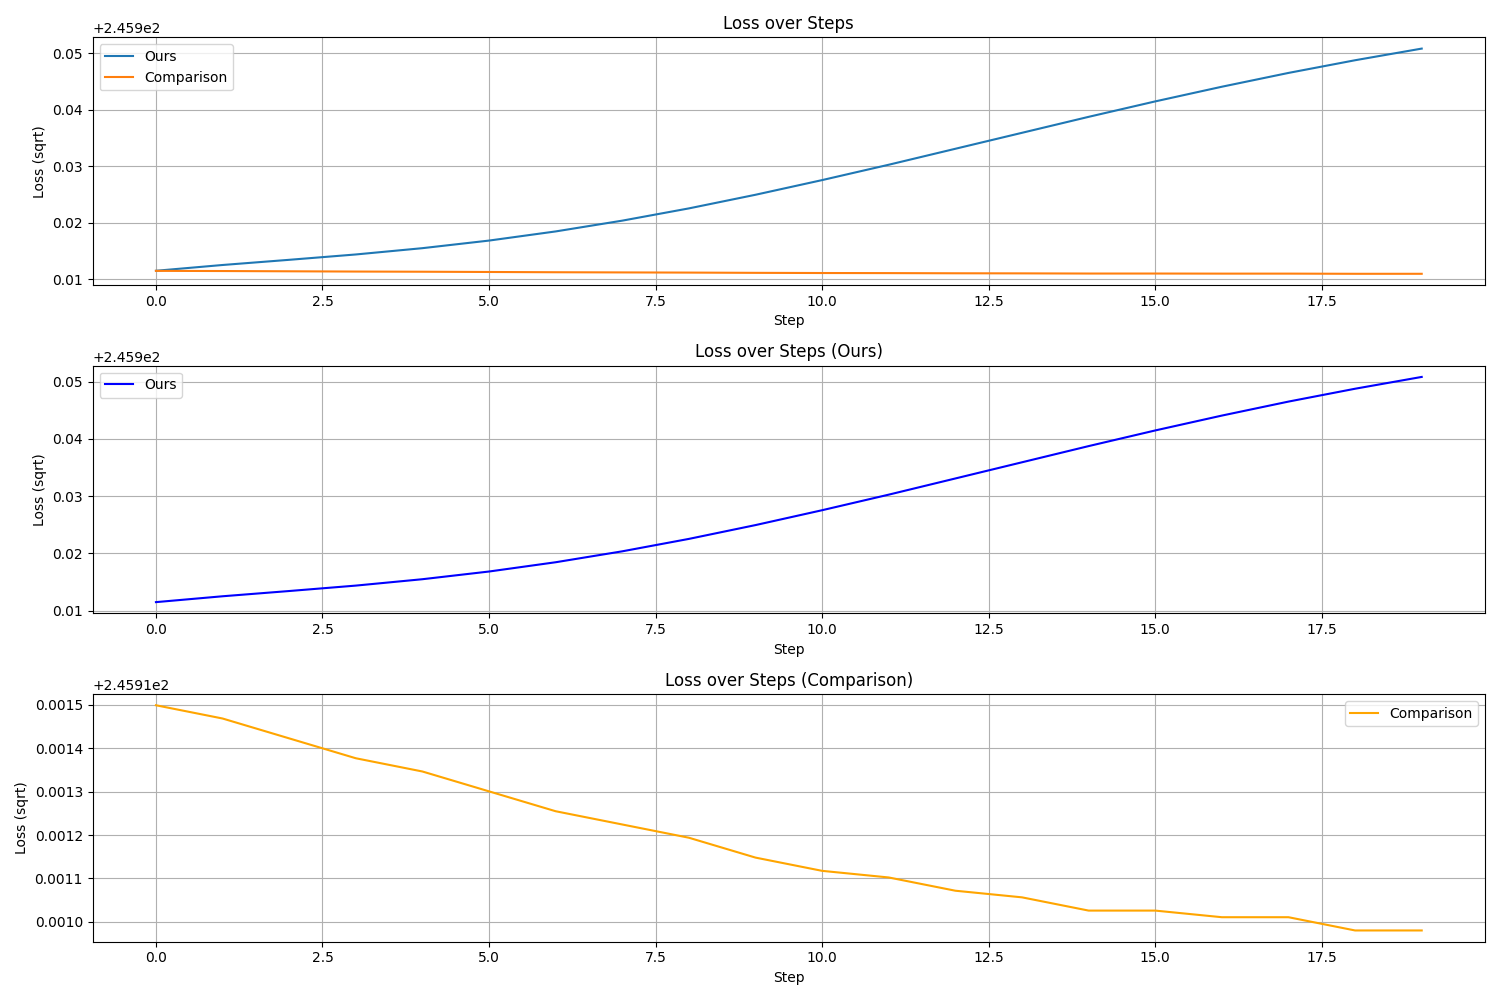 Loss over Steps
+2.459e2
Ours
Comparison
0.05
0.04
0.03
0.02
0.01
Loss (sqrt)
0.0 2.5 5.0 7.5 10.0 12.5 15.0 17.5
Step
Loss over Steps (Ours)
+2.459e2
Ours
0.05
0.04
0.03
0.02
0.01
Loss (sqrt)
0.0 2.5 5.0 7.5 10.0 12.5 15.0 17.5
Step
Loss over Steps (Comparison)
+2.4591e2
Comparison
0.0015
0.0014
0.0013
0.0012
0.0011
0.0010
Loss (sqrt)
0.0 2.5 5.0 7.5 10.0 12.5 15.0 17.5
Step